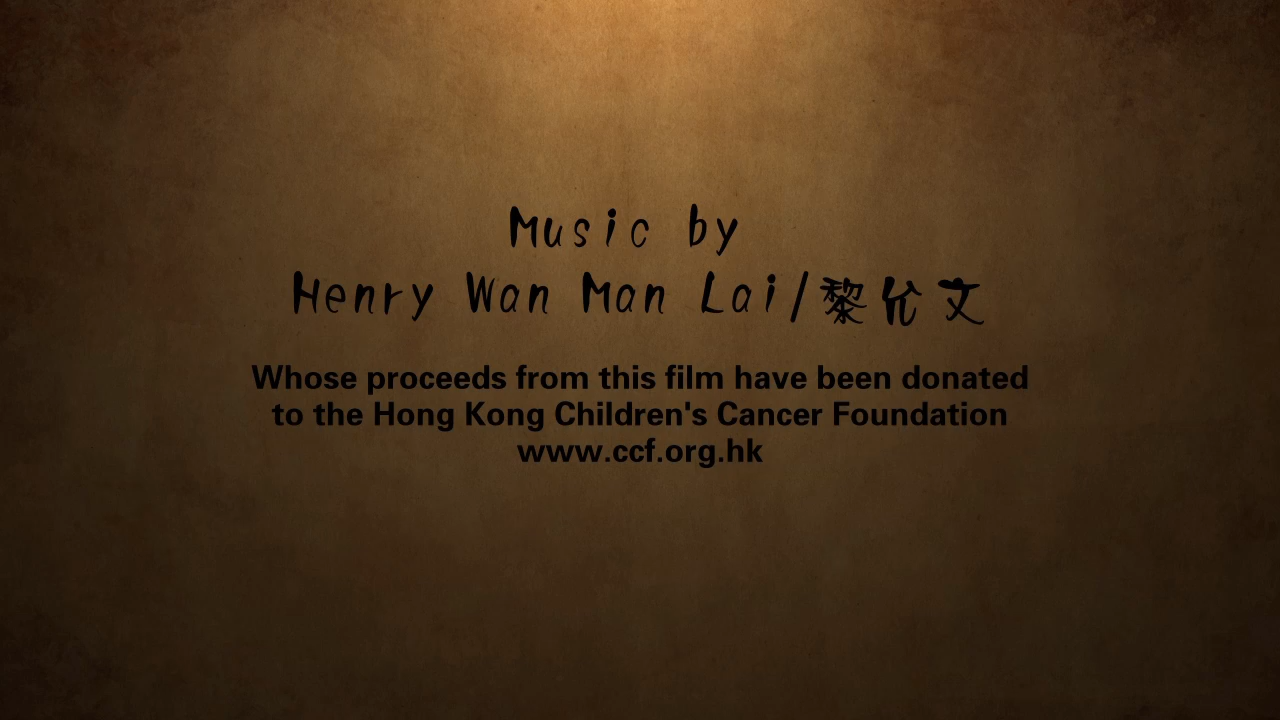 Music by
Henry Wan Man Lai/黎允文
Whose proceeds from this film have been donated
to the Hong Kong Children's Cancer Foundation
www.ccf.org.hk